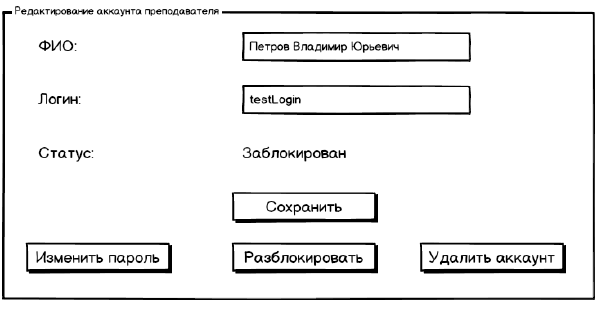 Редактирование аккаунта преподавателя
ФИО: Петров Владимир Юрьевич
Логин: testLogin
Статус: Заблокирован
Сохранить
Изменить пароль Разблокировать Удалить аккаунт